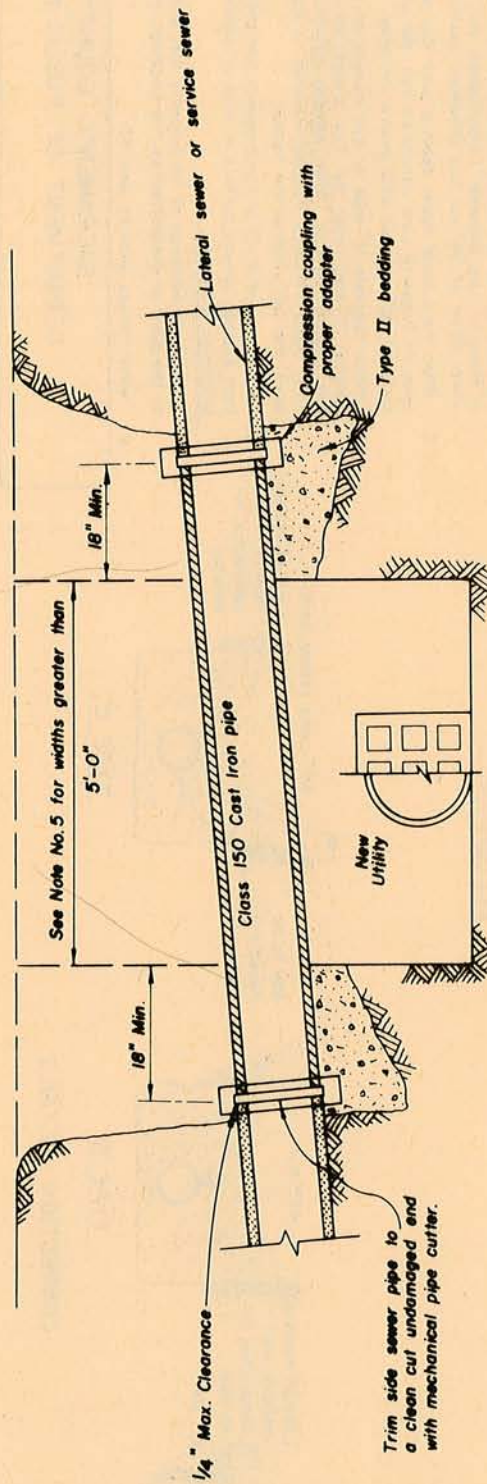 See Note No. 5 for widths greater than
5'-0"
18" Min.
18" Min.
1/4" Max. Clearance
Class 150 Cast Iron pipe
Lateral sewer or service sewer
Compression coupling with
proper adapter
Type II bedding
New
Utility
Trim side sewer pipe to
a clean cut undamaged end
with mechanical pipe cutter.